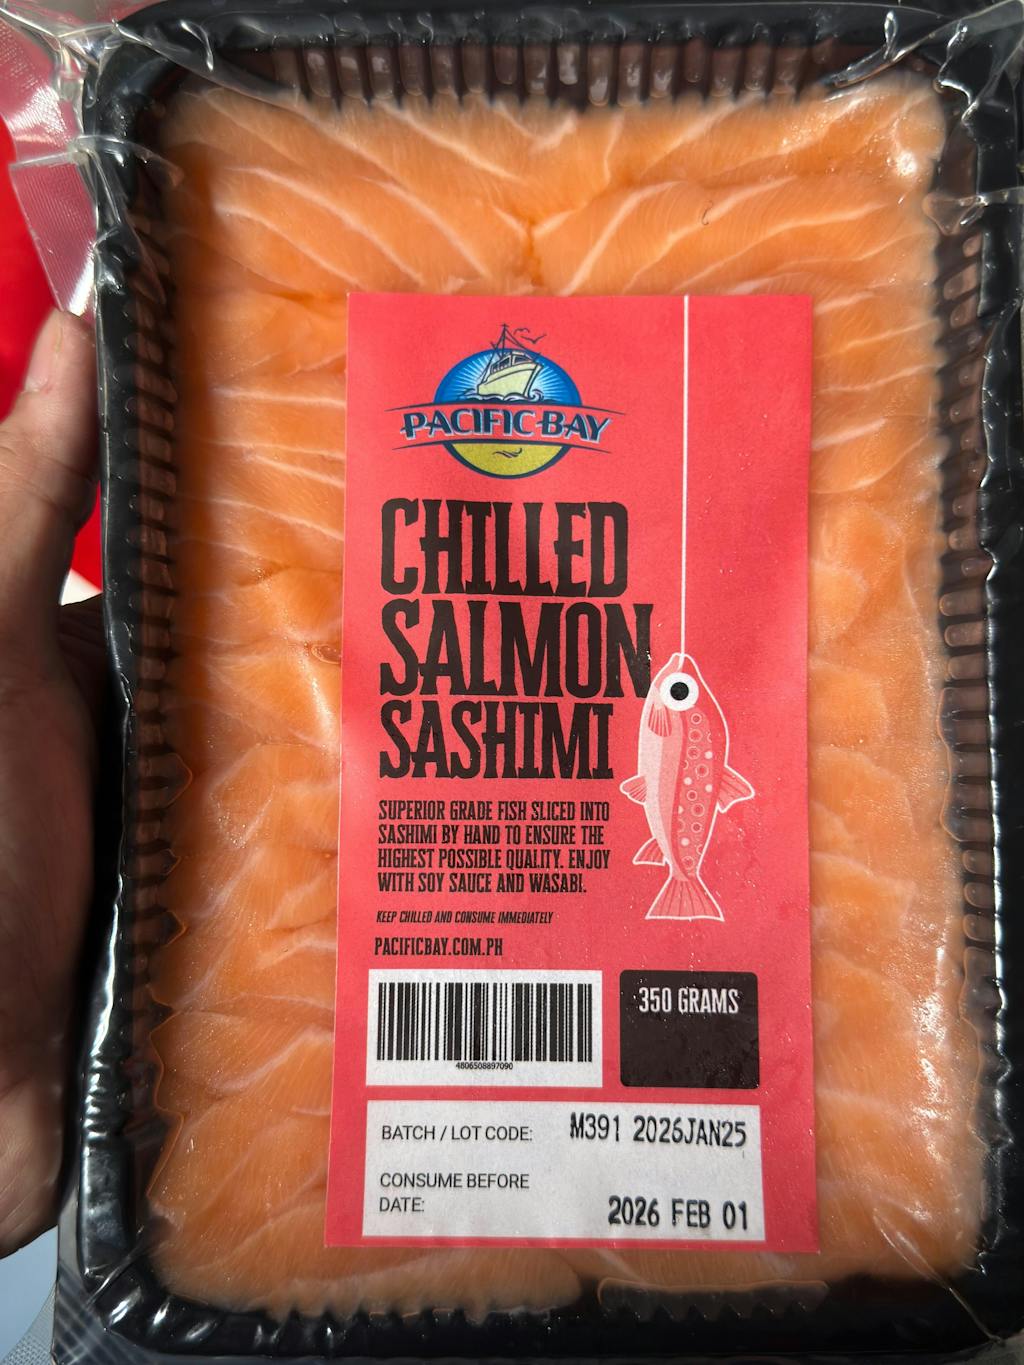 PACIFIC BAY
CHILLED
SALMON
SASHIMI
SUPERIOR GRADE FISH SLICED INTO
SASHIMI BY HAND TO ENSURE THE
HIGHEST POSSIBLE QUALITY. ENJOY
WITH SOY SAUCE AND WASABI.
KEEP CHILLED AND CONSUME IMMEDIATELY
PACIFICBAY.COM.PH
350 GRAMS
4806508897090
BATCH / LOT CODE: M391 2026JAN25
CONSUME BEFORE
DATE: 2026 FEB 01